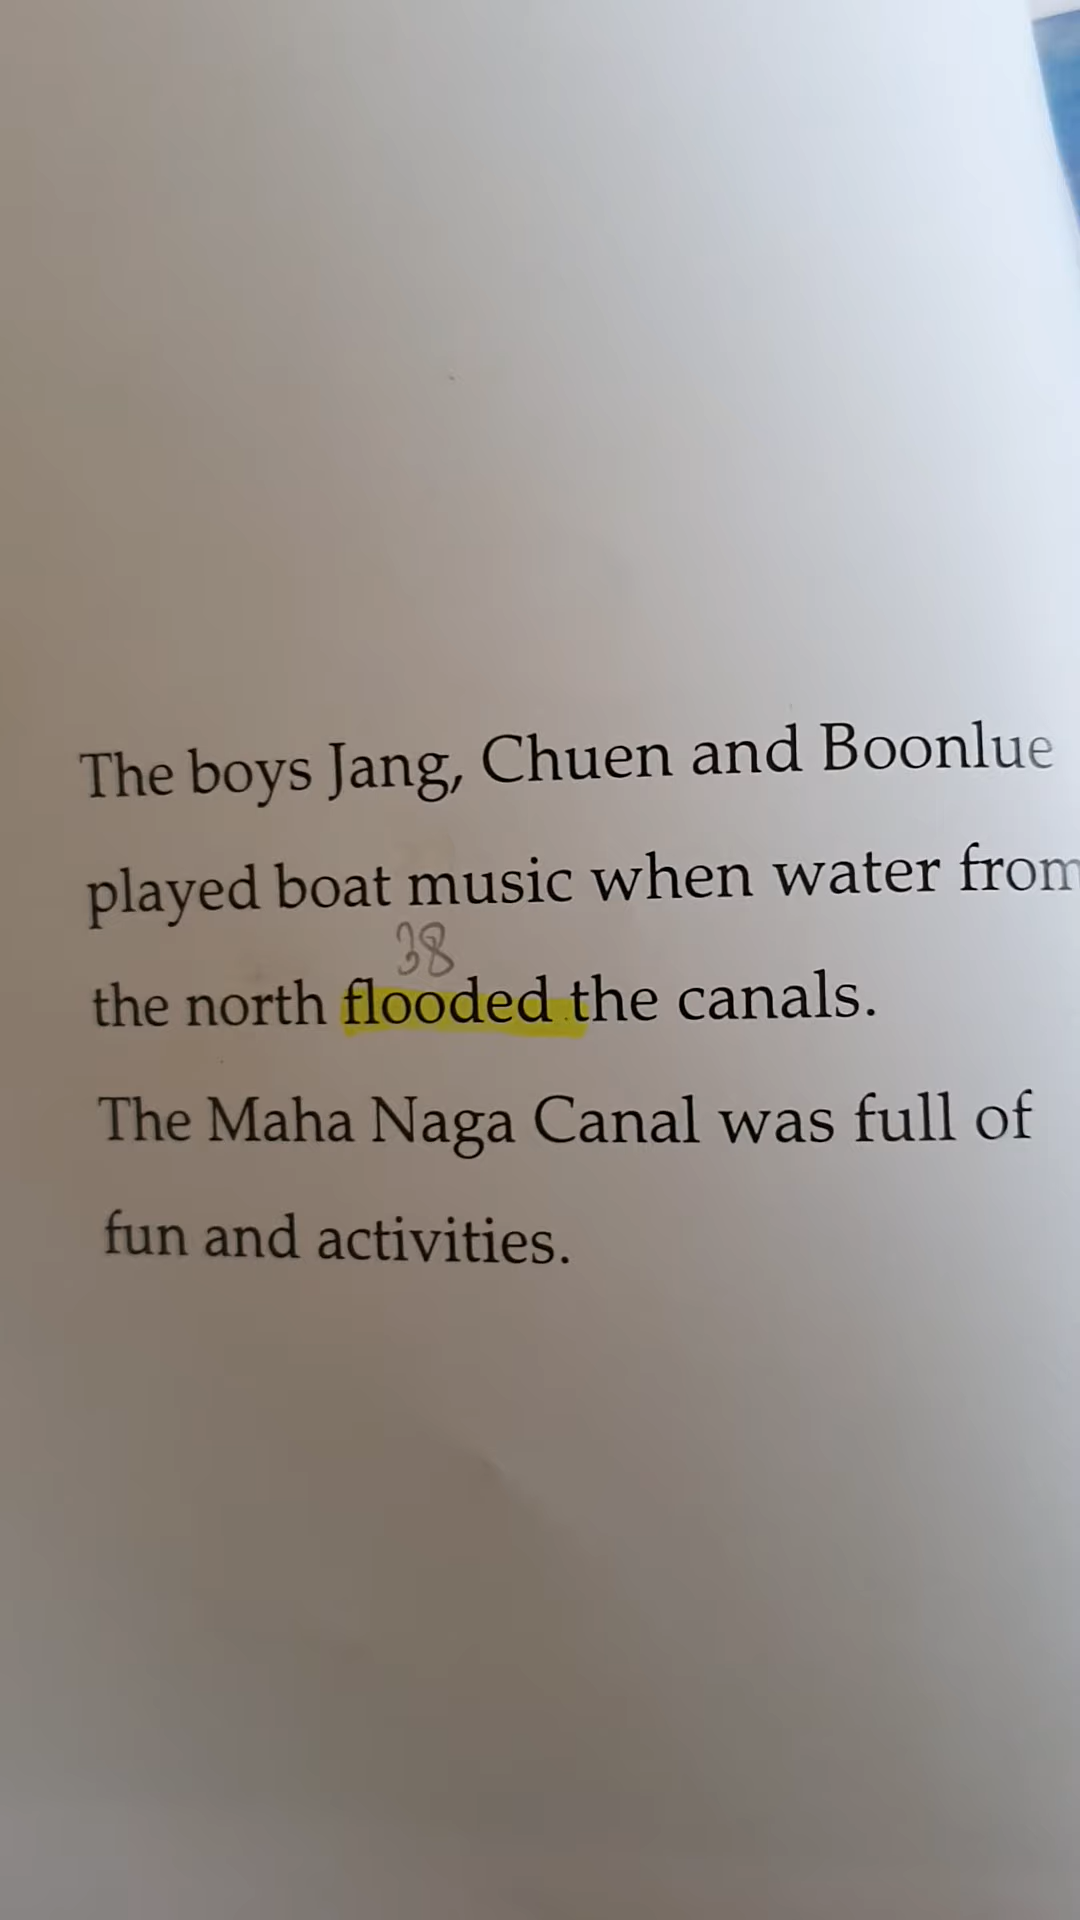 The boys Jang, Chuen and Boonlue
played boat music when water from
38
the north flooded the canals.
The Maha Naga Canal was full of
fun and activities.